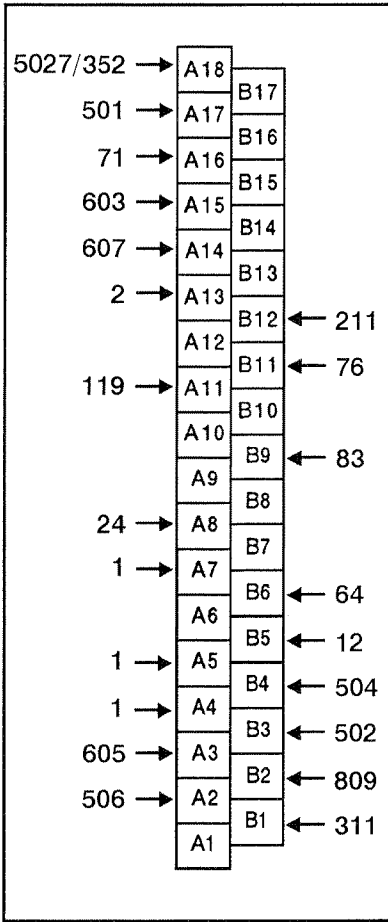 5027/352 → A18
B17
501 → A17
B16
71 → A16
B15
603 → A15
B14
607 → A14
B13
2 → A13
B12 ← 211
A12
B11 ← 76
119 → A11
B10
A10
B9 ← 83
A9
B8
24 → A8
B7
1 → A7
B6 ← 64
A6
B5 ← 12
1 → A5
B4 ← 504
1 → A4
B3 ← 502
605 → A3
B2 ← 809
506 → A2
B1 ← 311
A1